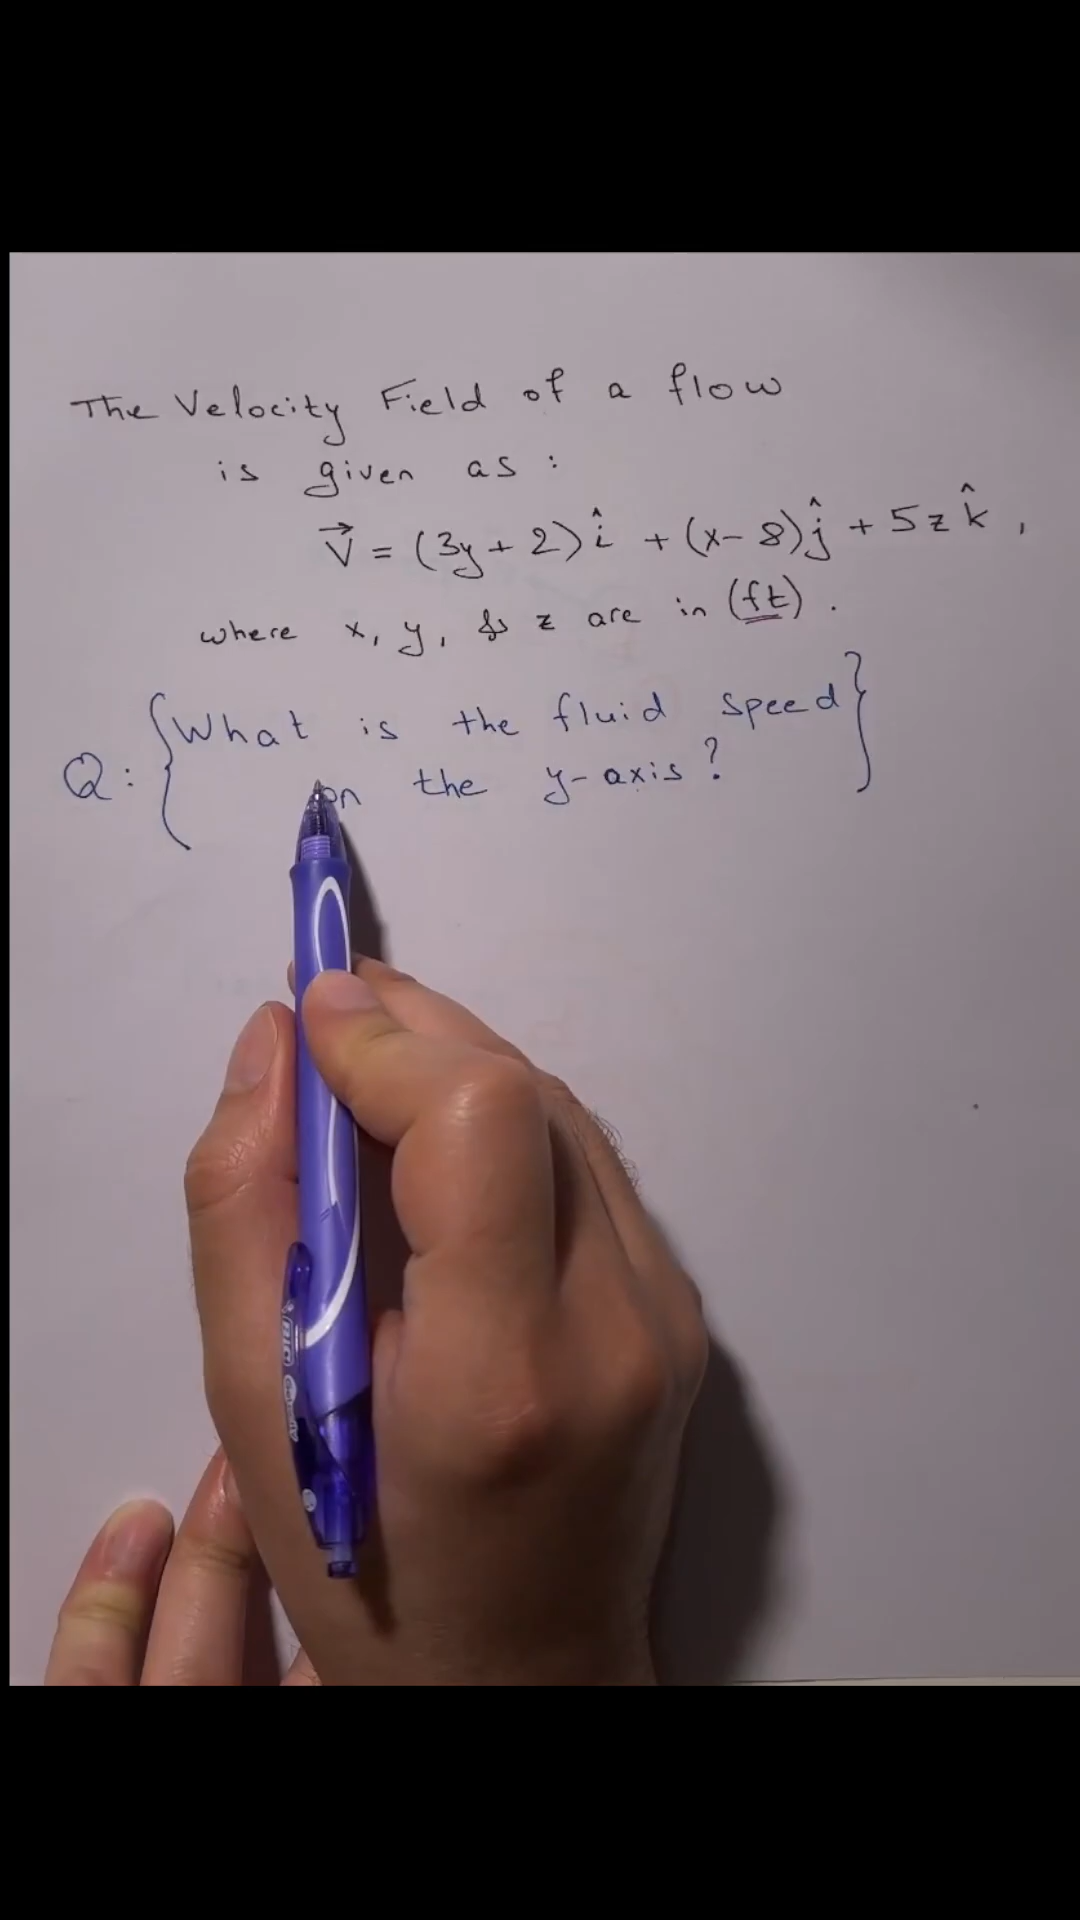 The Velocity Field of a flow
is given as :
V⃗ = (3y + 2) î + (x - 8) ĵ + 5z k̂ ,
where x, y, & z are in (ft) .
Q: {What is the fluid speed
on the y-axis ?}
BIC